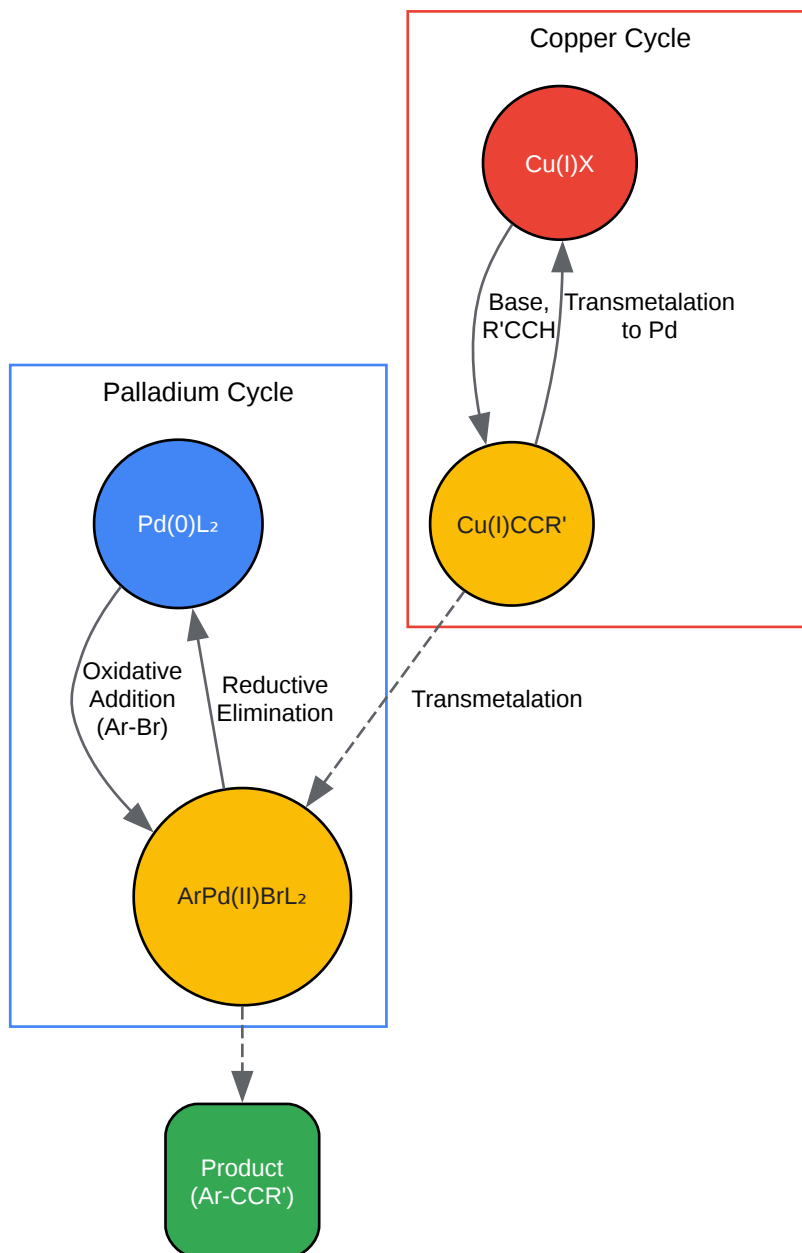 Copper Cycle
Cu(I)X
Base,
R'CCH
Transmetalation
to Pd
Palladium Cycle
Pd(0)L₂
Cu(I)CCR'
Oxidative
Addition
(Ar-Br)
Reductive
Elimination
Transmetalation
ArPd(II)BrL₂
Product
(Ar-CCR')